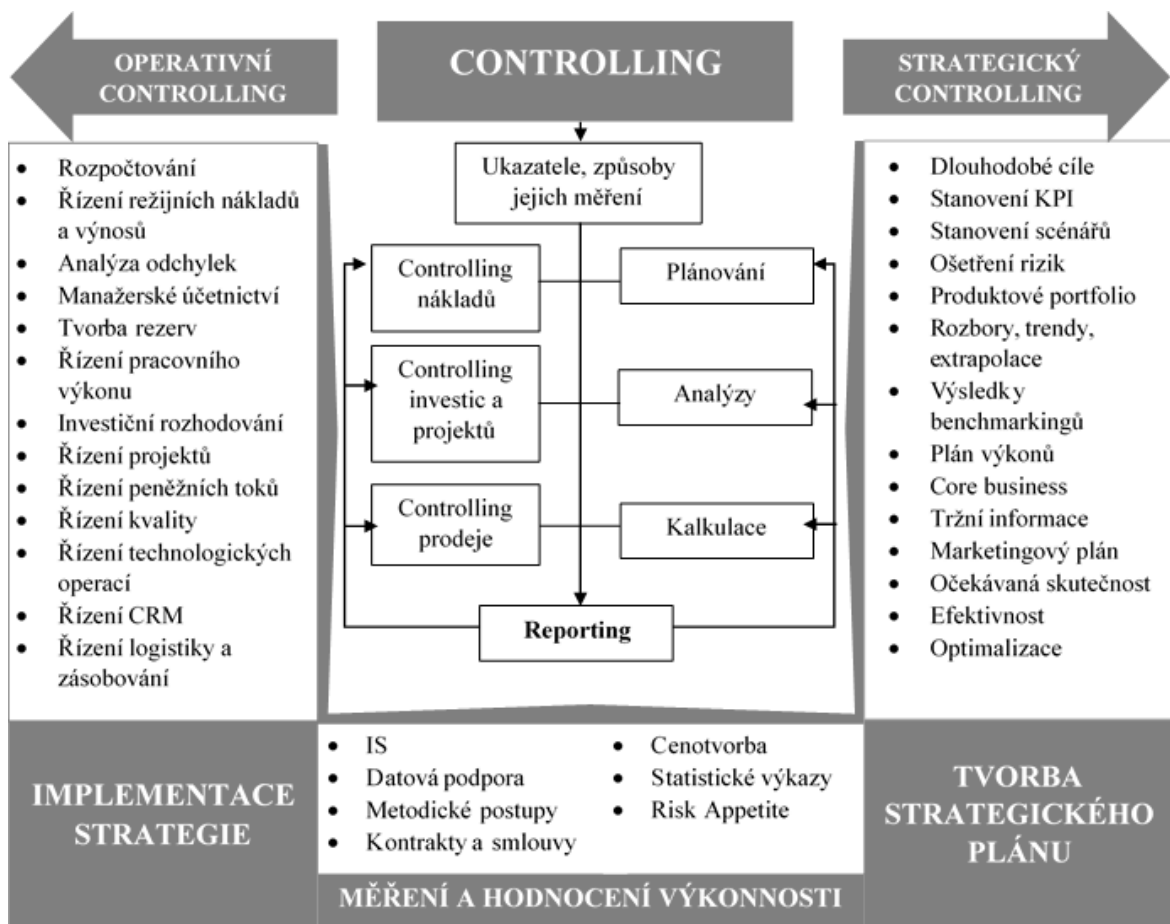 OPERATIVNÍ
CONTROLLING
CONTROLLING
STRATEGICKÝ
CONTROLLING
• Rozpočtování
• Řízení režijních nákladů
a výnosů
• Analýza odchylek
• Manažerské účetnictví
• Tvorba rezerv
• Řízení pracovního
výkonu
• Investiční rozhodování
• Řízení projektů
• Řízení peněžních toků
• Řízení kvality
• Řízení technologických
operací
• Řízení CRM
• Řízení logistiky a
zásobování
Ukazatele, způsoby
jejich měření
Controlling
nákladů
Plánování
Controlling
investic a
projektů
Analýzy
Controlling
prodeje
Kalkulace
Reporting
• Dlouhodobé cíle
• Stanovení KPI
• Stanovení scénářů
• Ošetření rizik
• Produktové portfolio
• Rozbory, trendy,
extrapolace
• Výsledky
benchmarkingů
• Plán výkonů
• Core business
• Tržní informace
• Marketingový plán
• Očekávaná skutečnost
• Efektivnost
• Optimalizace
IMPLEMENTACE
STRATEGIE
• IS
• Datová podpora
• Metodické postupy
• Kontrakty a smlouvy
• Cenotvorba
• Statistické výkazy
• Risk Appetite
TVORBA
STRATEGICKÉHO
PLÁNU
MĚŘENÍ A HODNOCENÍ VÝKONNOSTI